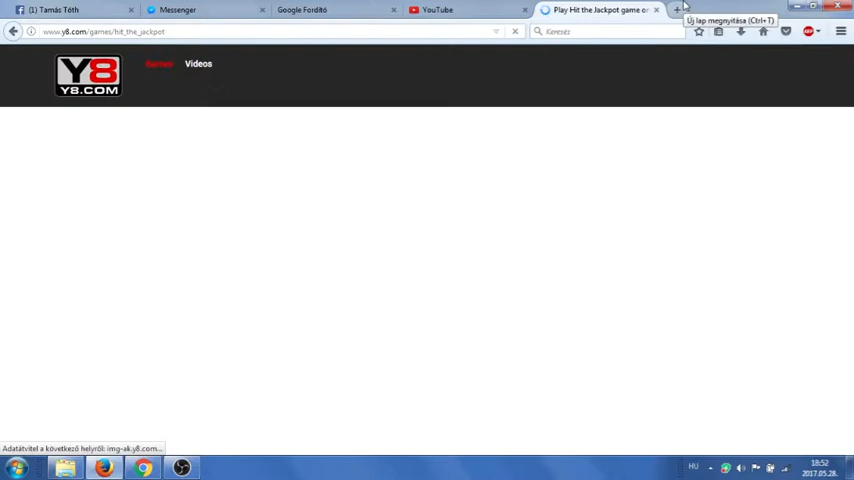 (1) Tamás Tóth
Messenger
Google Fordító
YouTube
Play Hit the Jackpot game or
www.y8.com/games/hit_the_jackpot
Keresés
Új lap megnyitása (Ctrl+T)
Y8
Y8.COM
Games
Videos
Adatátvitel a következő helyről: img-ak.y8.com...
HU
18:52
2017.05.28.